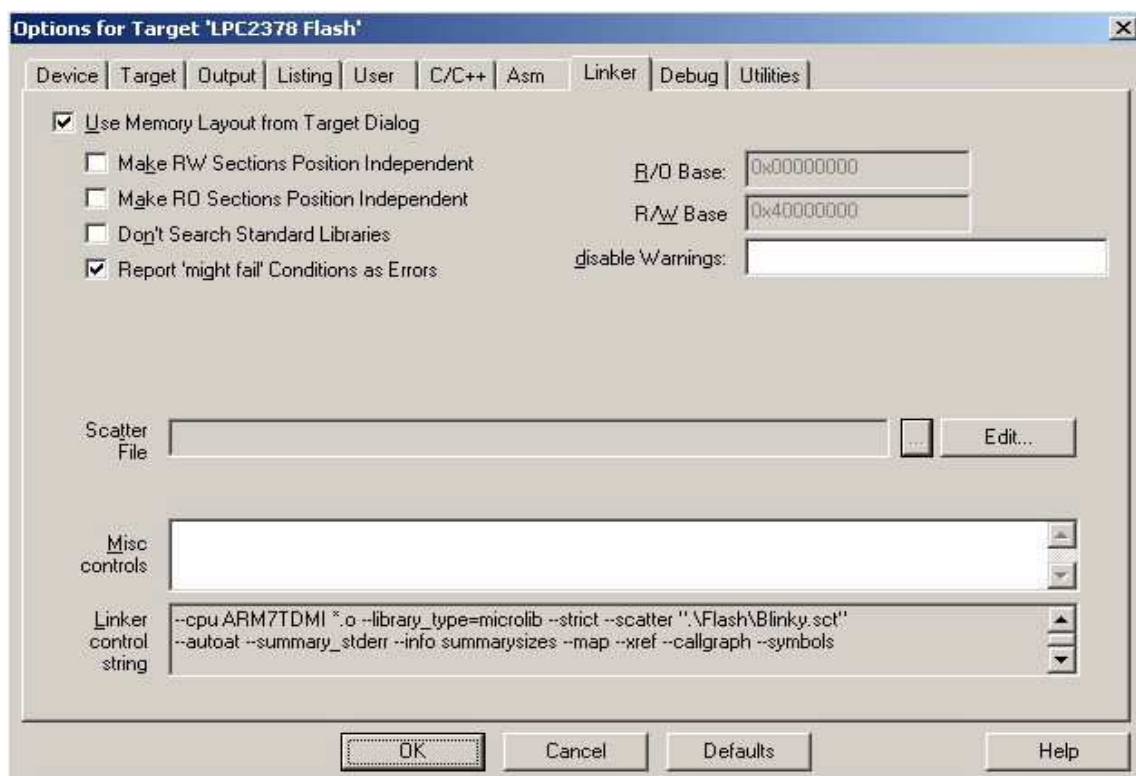 Options for Target 'LPC2378 Flash'
Device Target Output Listing User C/C++ Asm Linker Debug Utilities
Use Memory Layout from Target Dialog
Make RW Sections Position Independent
R/O Base: 0x00000000
Make RO Sections Position Independent
R/W Base 0x40000000
Don't Search Standard Libraries
disable Warnings:
Report 'might fail' Conditions as Errors
Scatter
File
... Edit...
Misc
controls
Linker
control
string
--cpu ARM7TDMI *.o --library_type=microlib --strict --scatter ".\Flash\Blinky.sct"
--autoat --summary_stderr --info summarysizes --map --xref --callgraph --symbols
OK Cancel Defaults Help